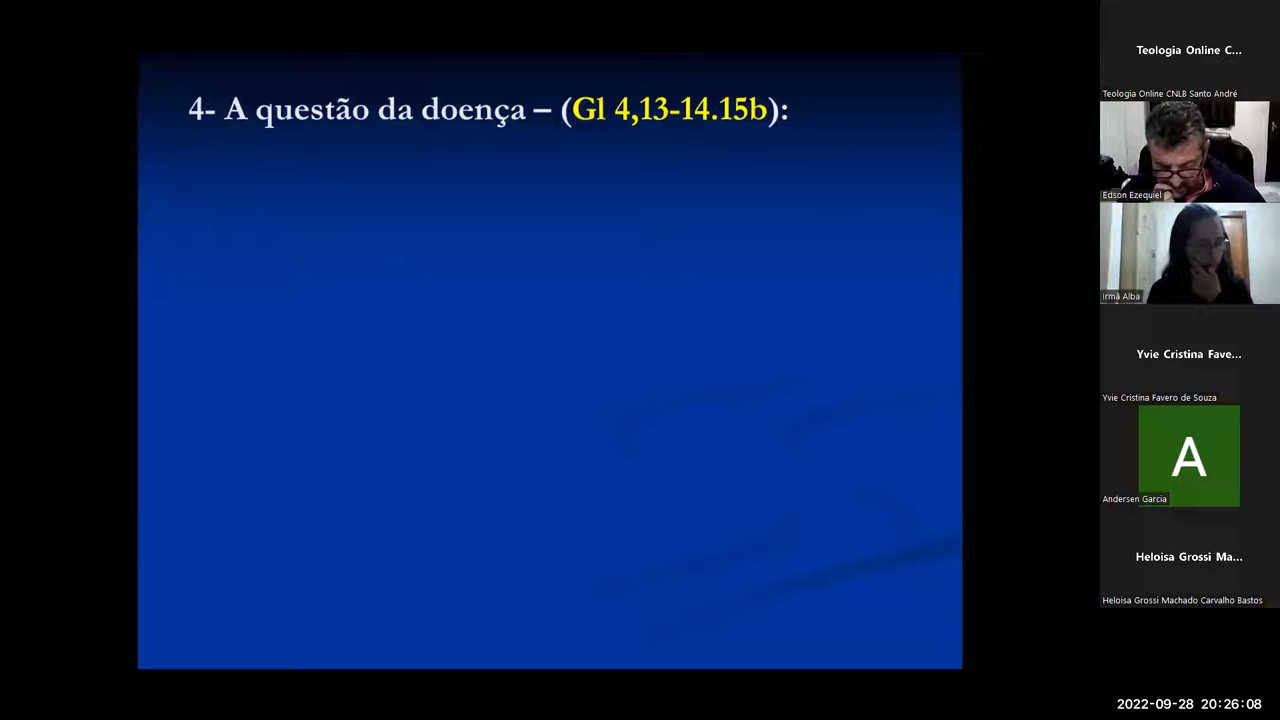 4- A questão da doença – (Gl 4,13-14.15b):
Teologia Online C...
Teologia Online CNLB Santo André
Edson Ezequiel
Irmã Alba
Yvie Cristina Fave...
Yvie Cristina Favero de Souza
A
Andersen Garcia
Heloisa Grossi Ma...
Heloisa Grossi Machado Carvalho Bastos
2022-09-28 20:26:08